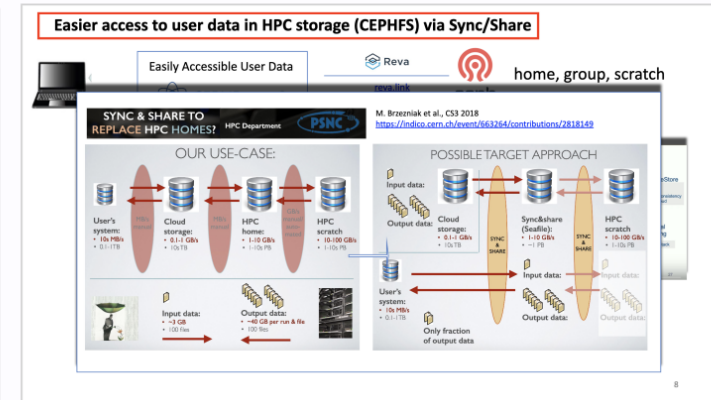 Easier access to user data in HPC storage (CEPHFS) via Sync/Share
Easily Accessible User Data
Reva
reva.link
home, group, scratch
SYNC & SHARE TO
REPLACE HPC HOMES?
HPC Department
PSNC
M. Brzezniak et al., CS3 2018
https://indico.cern.ch/event/663264/contributions/2818149
OUR USE-CASE:
User's
system:
• 10s MB/s
• 0.1-1TB
Cloud
storage:
• 0.1-1 GB/s
• 10sTB
HPC
home:
• 1-10 GB/s
• 1-10s PB
HPC
scratch
• 10-100 GB/s
• 1-10s PB
Input data:
• ~3 GB
• 100 files
Output data:
• ~40 GB per run & file
• 100 files
POSSIBLE TARGET APPROACH
Input data:
Output data:
Cloud
storage:
• 0.1-1 GB/s
• 10sTB
SYNC
&
SHARE
Sync&share
(Seafile):
• 1-10 GB/s
• ~1 PB
SYNC
&
SHARE
HPC
scratch
• 10-100 GB/s
• 1-10s PB
User's
system:
• 10s MB/s
• 0.1-1TB
Input data:
Output data:
Input data:
Output data:
Only fraction
of output data
8